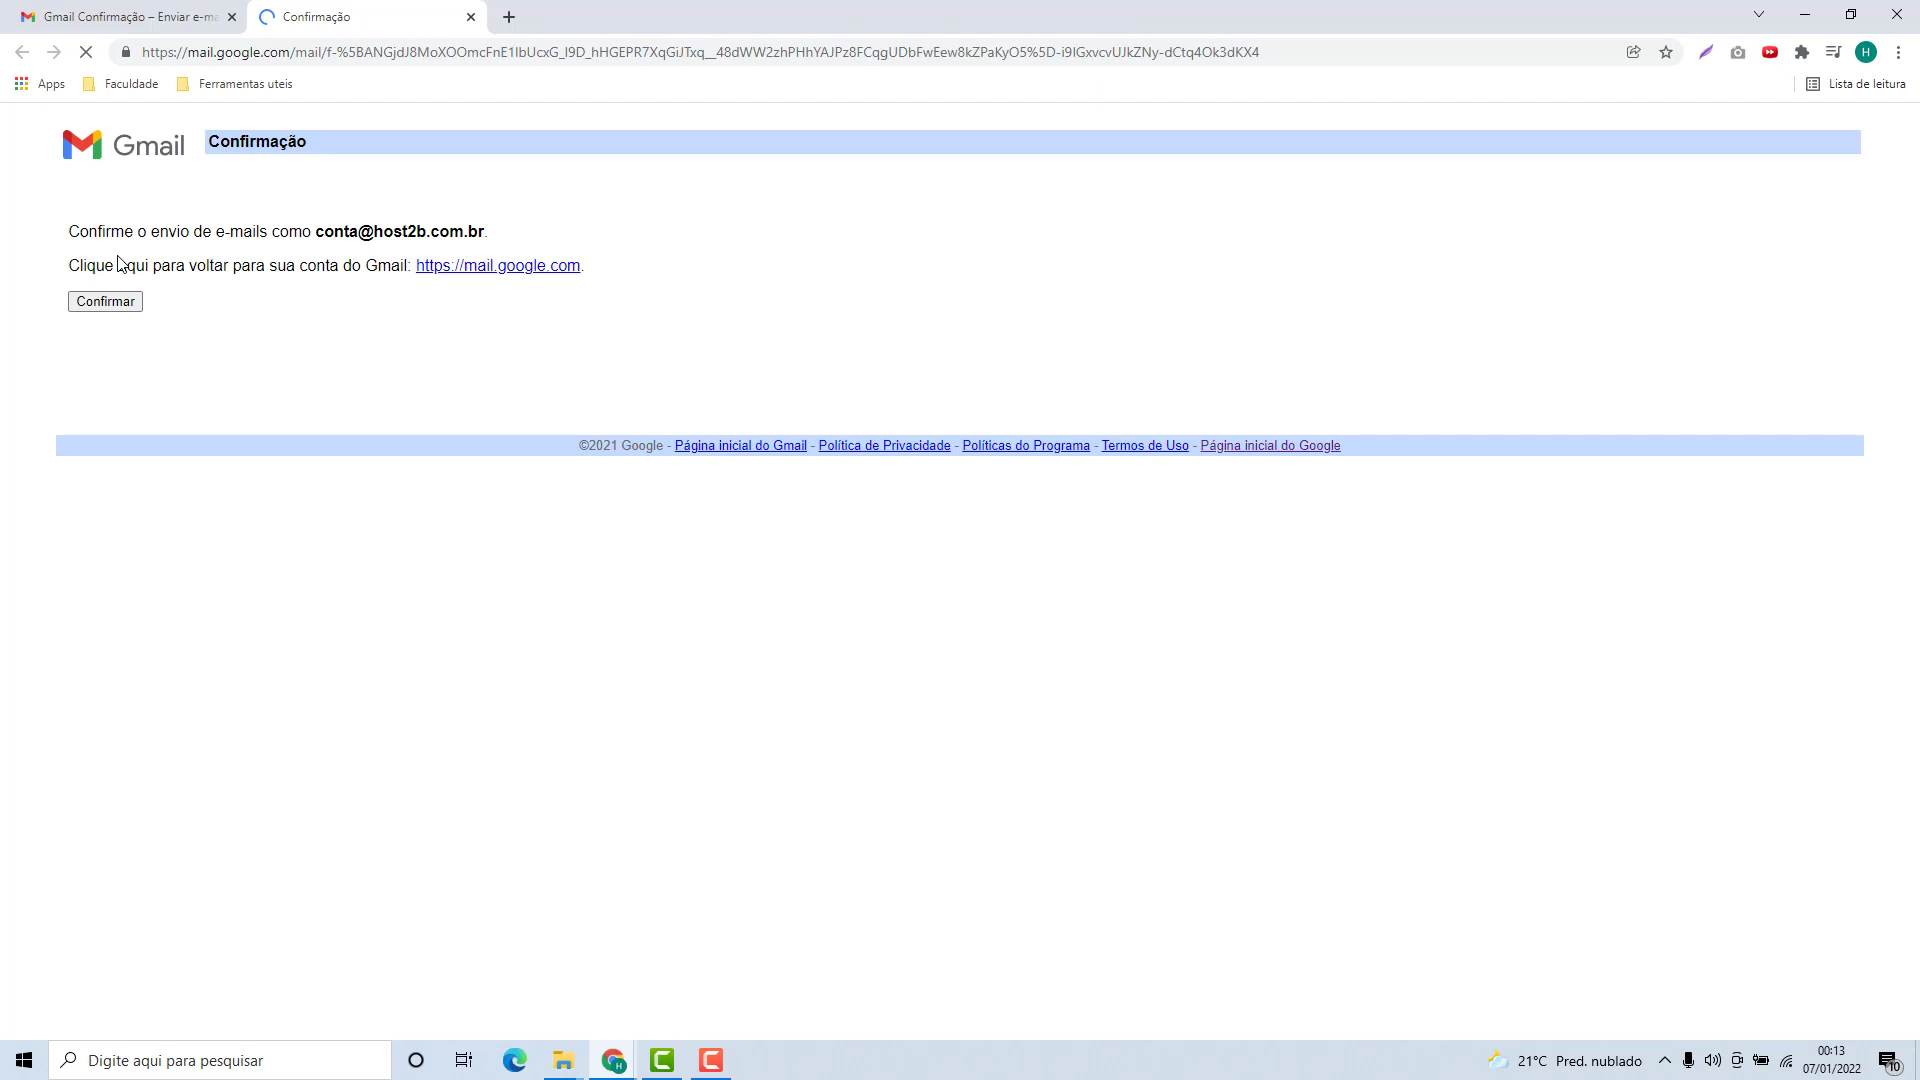 Gmail Confirmação – Enviar e-ma
Confirmação
https://mail.google.com/mail/f-%5BANGjdJ8MoXOOmcFnE1IbUcxG_I9D_hHGEPR7XqGiJTxq__48dWW2zhPHhYAJPz8FCqgUDbFwEew8kZPaKyO5%5D-i9IGxvcvUJkZNy-dCtq4Ok3dKX4
H
Apps
Faculdade
Ferramentas uteis
Lista de leitura
Gmail
Confirmação
Confirme o envio de e-mails como conta@host2b.com.br.
Clique aqui para voltar para sua conta do Gmail: https://mail.google.com.
Confirmar
©2021 Google - Página inicial do Gmail - Política de Privacidade - Políticas do Programa - Termos de Uso - Página inicial do Google
Digite aqui para pesquisar
21°C Pred. nublado
00:13
07/01/2022
10